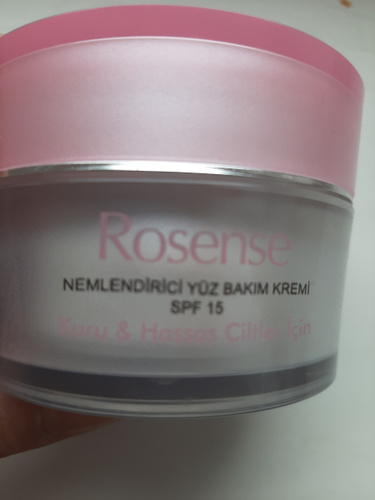 Rosense
NEMLENDİRİCİ YÜZ BAKIM KREMİ
SPF 15
Kuru & Hassas Ciltler İçin